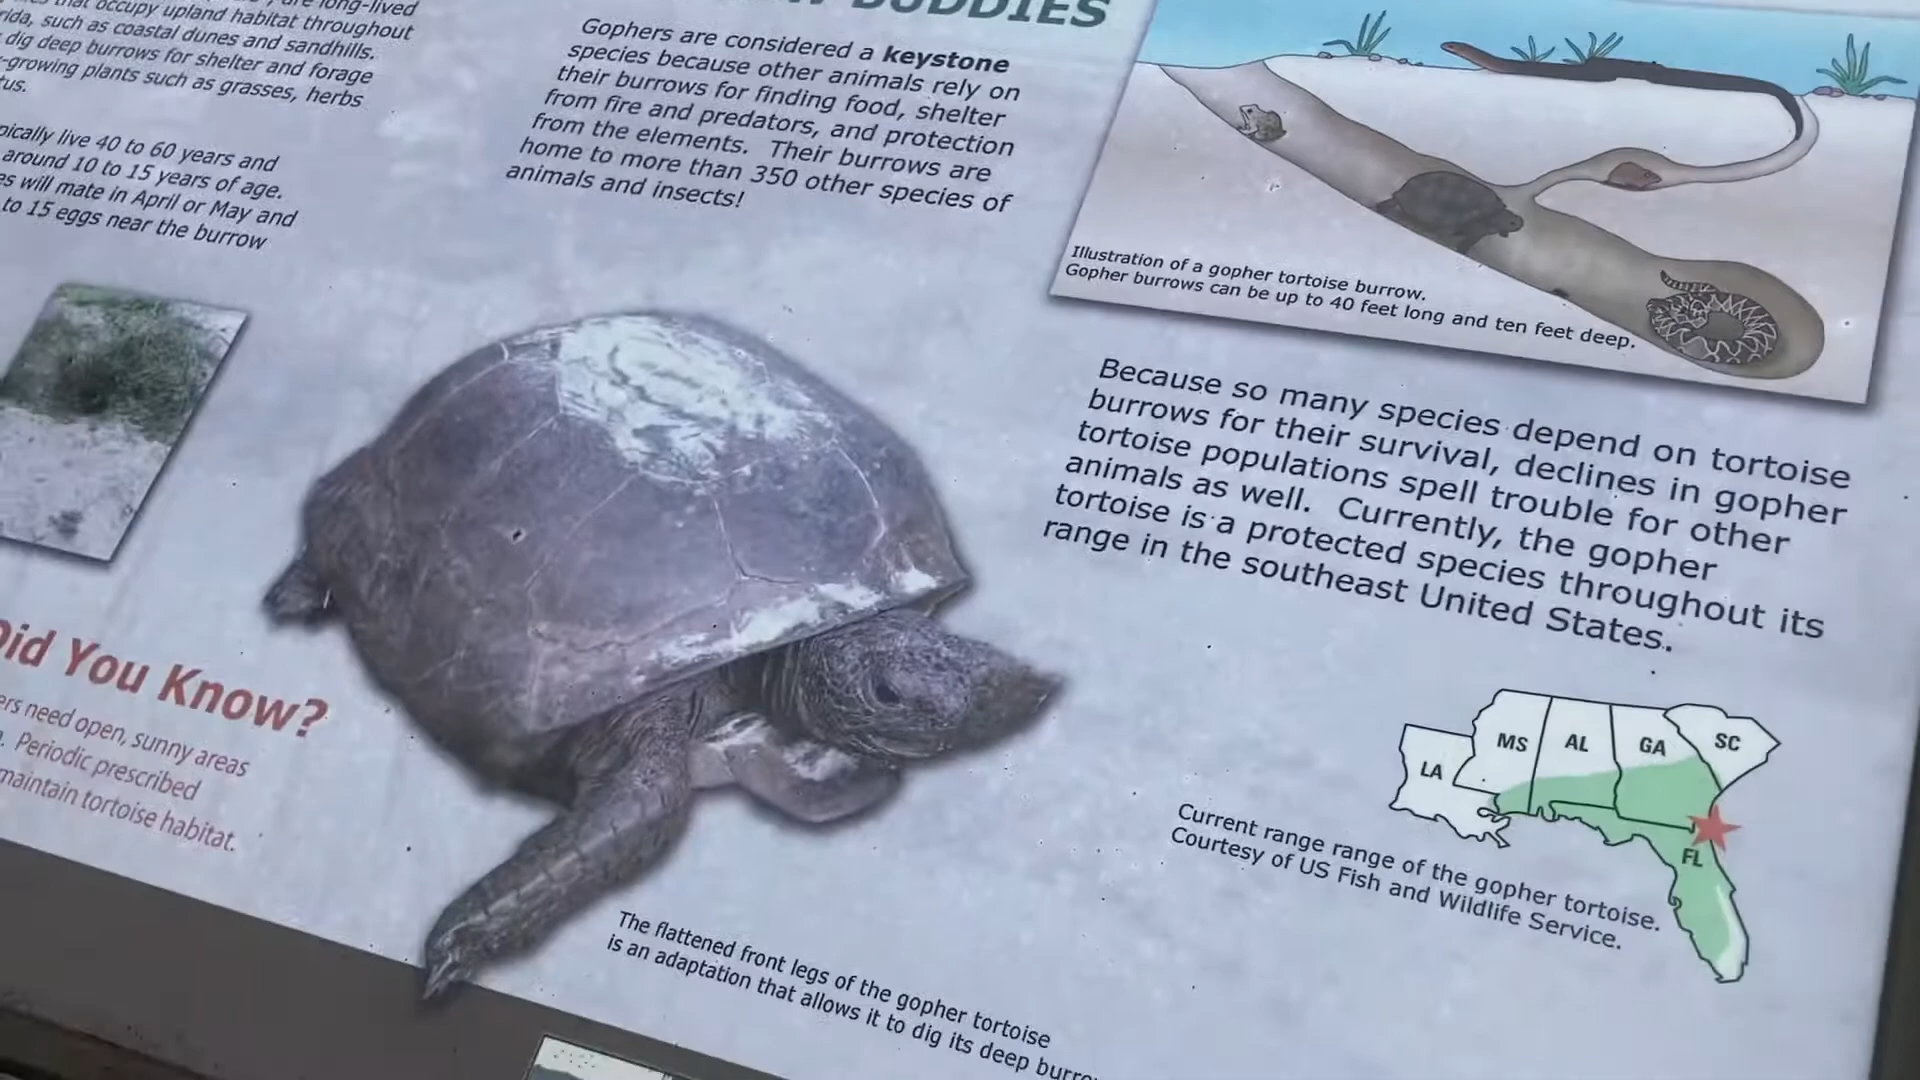 long-lived
that occupy upland habitat throughout
such as coastal dunes and sandhills.
dig deep burrows for shelter and forage
-growing plants such as grasses, herbs
live 40 to 60 years and
around 10 to 15 years of age.
will mate in April or May and
to 15 eggs near the burrow
Did You Know?
need open, sunny areas
Periodic prescribed
maintain tortoise habitat.
BUDDIES
Gophers are considered a keystone
species because other animals rely on
their burrows for finding food, shelter
from fire and predators, and protection
from the elements. Their burrows are
home to more than 350 other species of
animals and insects!
The flattened front legs of the gopher tortoise
is an adaptation that allows it to dig its deep
Illustration of a gopher tortoise burrow.
Gopher burrows can be up to 40 feet long and ten feet deep.
Because so many species depend on tortoise
burrows for their survival, declines in gopher
tortoise populations spell trouble for other
animals as well. Currently, the gopher
tortoise is a protected species throughout its
range in the southeast United States.
LA
MS
AL
GA
SC
FL
Current range range of the gopher tortoise.
Courtesy of US Fish and Wildlife Service.